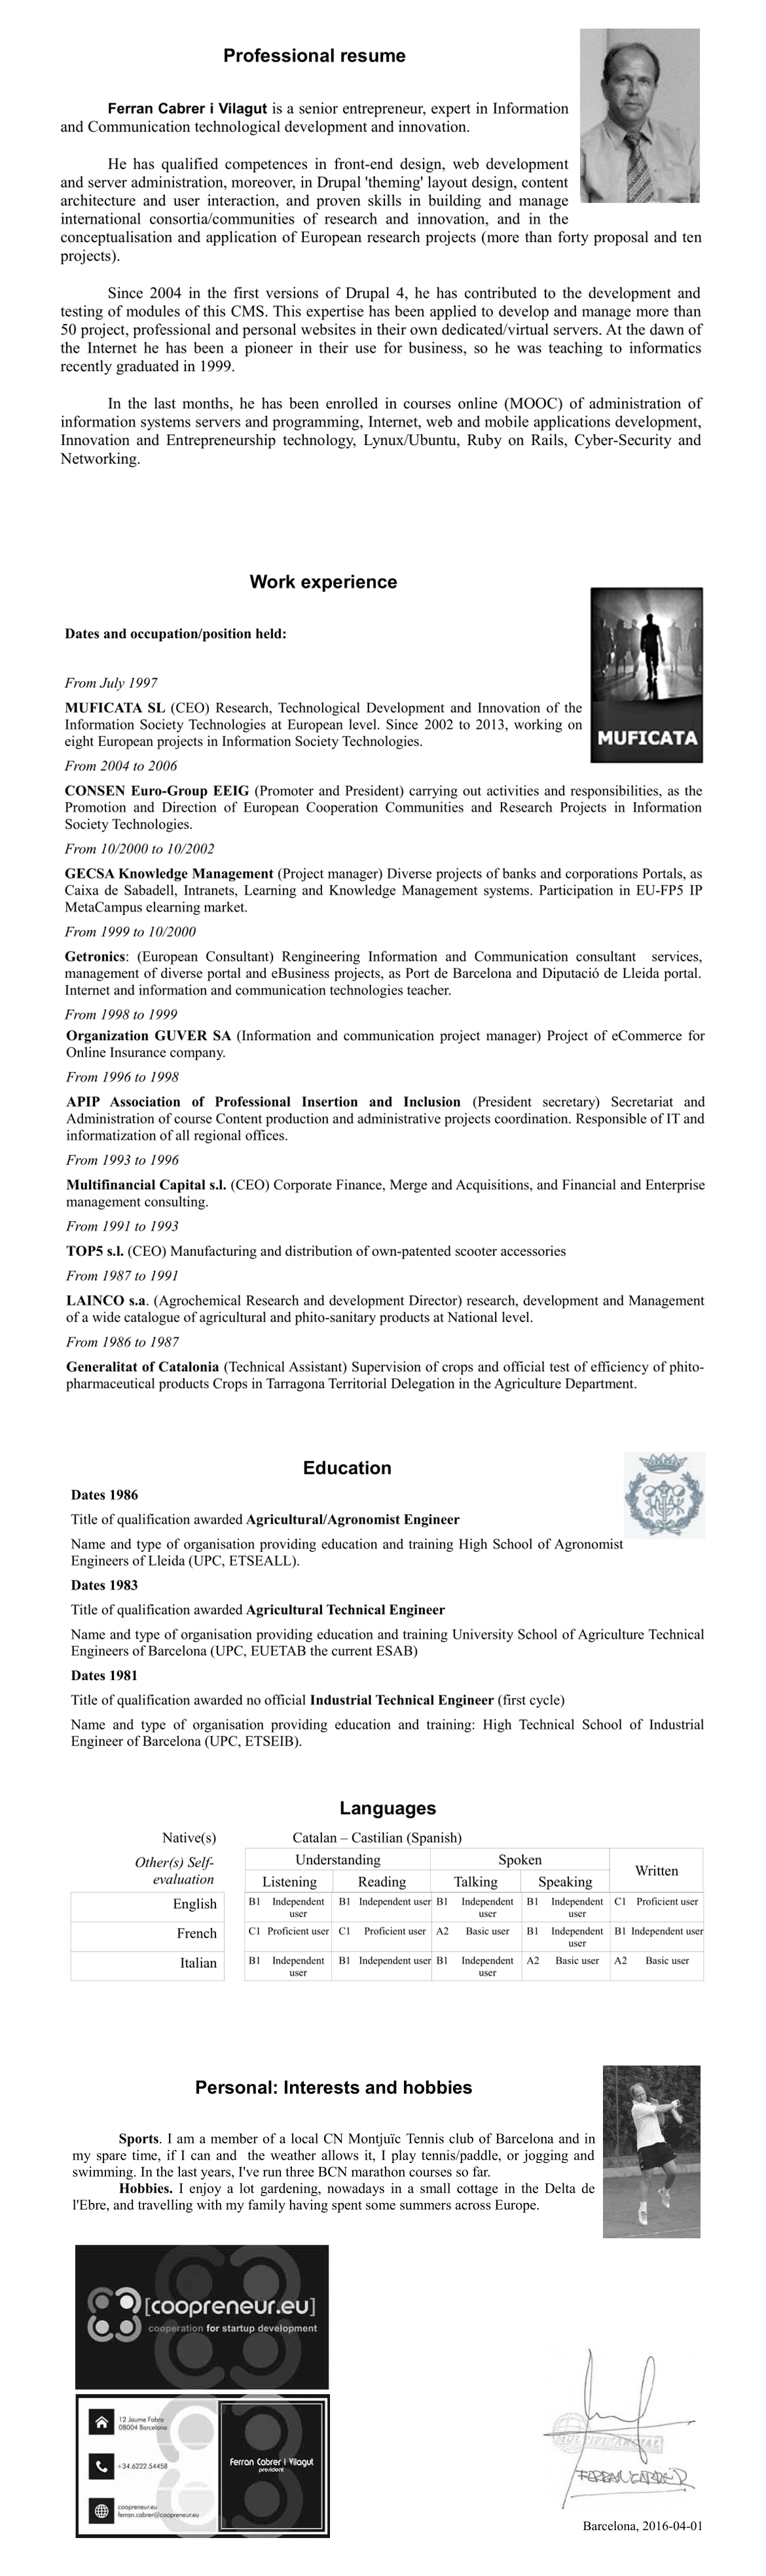 Professional resume
Ferran Cabrer i Vilagut is a senior entrepreneur, expert in Information
and Communication technological development and innovation.
He has qualified competences in front-end design, web development
and server administration, moreover, in Drupal 'theming' layout design, content
architecture and user interaction, and proven skills in building and manage
international consortia/communities of research and innovation, and in the
conceptualisation and application of European research projects (more than forty proposal and ten
projects).
Since 2004 in the first versions of Drupal 4, he has contributed to the development and
testing of modules of this CMS. This expertise has been applied to develop and manage more than
50 project, professional and personal websites in their own dedicated/virtual servers. At the dawn of
the Internet he has been a pioneer in their use for business, so he was teaching to informatics
recently graduated in 1999.
In the last months, he has been enrolled in courses online (MOOC) of administration of
information systems servers and programming, Internet, web and mobile applications development,
Innovation and Entrepreneurship technology, Lynux/Ubuntu, Ruby on Rails, Cyber-Security and
Networking.
Work experience
Dates and occupation/position held:
From July 1997
MUFICATA SL (CEO) Research, Technological Development and Innovation of the
Information Society Technologies at European level. Since 2002 to 2013, working on
eight European projects in Information Society Technologies.
MUFICATA
From 2004 to 2006
CONSEN Euro-Group EEIG (Promoter and President) carrying out activities and responsibilities, as the
Promotion and Direction of European Cooperation Communities and Research Projects in Information
Society Technologies.
From 10/2000 to 10/2002
GECSA Knowledge Management (Project manager) Diverse projects of banks and corporations Portals, as
Caixa de Sabadell, Intranets, Learning and Knowledge Management systems. Participation in EU-FP5 IP
MetaCampus elearning market.
From 1999 to 10/2000
Getronics: (European Consultant) Rengineering Information and Communication consultant services,
management of diverse portal and eBusiness projects, as Port de Barcelona and Diputació de Lleida portal.
Internet and information and communication technologies teacher.
From 1998 to 1999
Organization GUVER SA (Information and communication project manager) Project of eCommerce for
Online Insurance company.
From 1996 to 1998
APIP Association of Professional Insertion and Inclusion (President secretary) Secretariat and
Administration of course Content production and administrative projects coordination. Responsible of IT and
informatization of all regional offices.
From 1993 to 1996
Multifinancial Capital s.l. (CEO) Corporate Finance, Merge and Acquisitions, and Financial and Enterprise
management consulting.
From 1991 to 1993
TOP5 s.l. (CEO) Manufacturing and distribution of own-patented scooter accessories
From 1987 to 1991
LAINCO s.a. (Agrochemical Research and development Director) research, development and Management
of a wide catalogue of agricultural and phito-sanitary products at National level.
From 1986 to 1987
Generalitat of Catalonia (Technical Assistant) Supervision of crops and official test of efficiency of phito-
pharmaceutical products Crops in Tarragona Territorial Delegation in the Agriculture Department.
Education
Dates 1986
Title of qualification awarded Agricultural/Agronomist Engineer
Name and type of organisation providing education and training High School of Agronomist
Engineers of Lleida (UPC, ETSEALL).
Dates 1983
Title of qualification awarded Agricultural Technical Engineer
Name and type of organisation providing education and training University School of Agriculture Technical
Engineers of Barcelona (UPC, EUETAB the current ESAB)
Dates 1981
Title of qualification awarded no official Industrial Technical Engineer (first cycle)
Name and type of organisation providing education and training: High Technical School of Industrial
Engineer of Barcelona (UPC, ETSEIB).
Languages
Native(s) Catalan – Castilian (Spanish)
Other(s) Self-evaluation Understanding Spoken Written
Listening Reading Talking Speaking
English B1 Independent user B1 Independent user B1 Independent user B1 Independent user C1 Proficient user
French C1 Proficient user C1 Proficient user A2 Basic user B1 Independent user B1 Independent user
Italian B1 Independent user B1 Independent user B1 Independent user A2 Basic user A2 Basic user
Personal: Interests and hobbies
Sports. I am a member of a local CN Montjuïc Tennis club of Barcelona and in
my spare time, if I can and the weather allows it, I play tennis/paddle, or jogging and
swimming. In the last years, I've run three BCN marathon courses so far.
Hobbies. I enjoy a lot gardening, nowadays in a small cottage in the Delta de
l'Ebre, and travelling with my family having spent some summers across Europe.
[coopreneur.eu]
cooperation for startup development
12 Jaume Fabra
08004 Barcelona
+34.6222.54458
Ferran Cabrer i Vilagut
president
coopreneur.eu
ferran.cabrer@coopreneur.eu
MULTIFINANCIAL
FERRAN CABRER
Barcelona, 2016-04-01